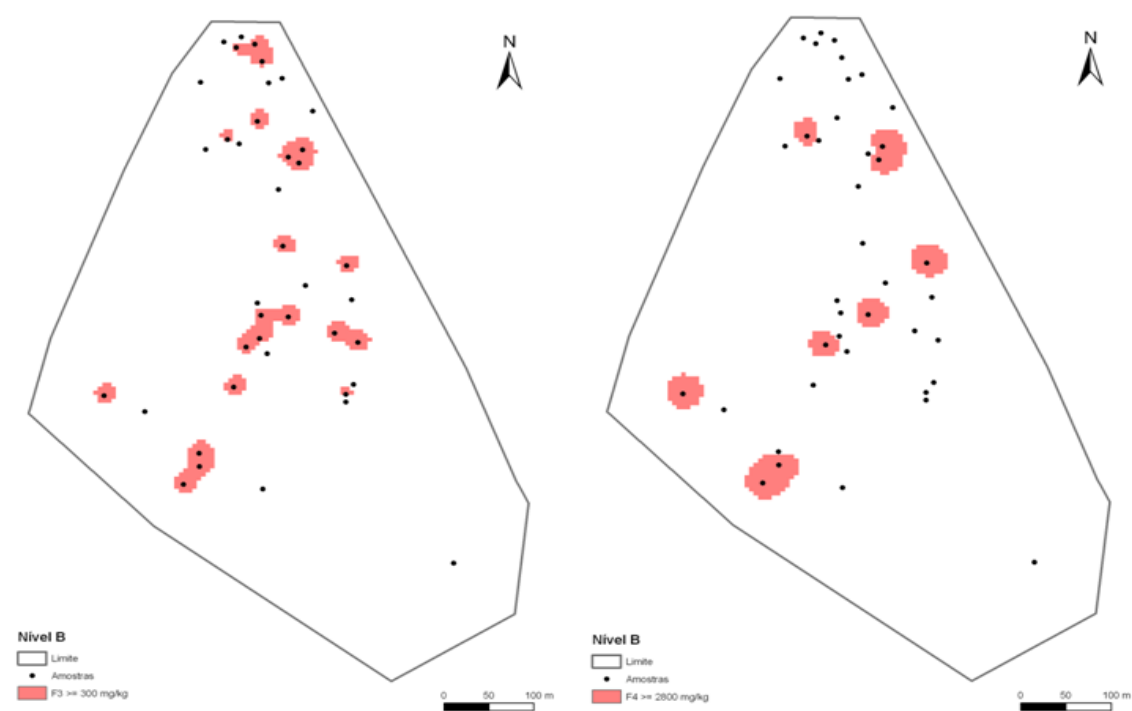 N
Nível B
Limite
Amostras
F3 >= 300 mg/kg
0 50 100 m
N
Nível B
Limite
Amostras
F4 >= 2800 mg/kg
0 50 100 m